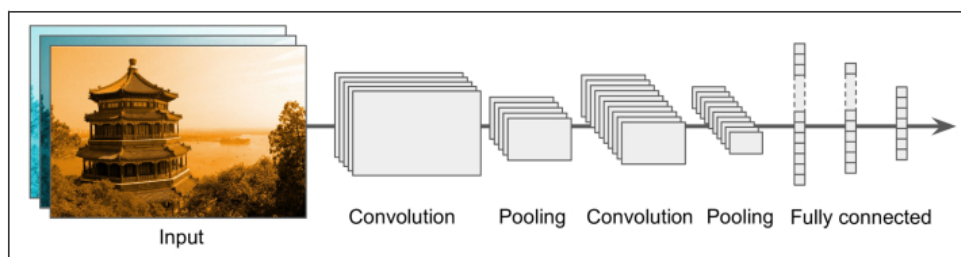 Input
Convolution
Pooling
Convolution
Pooling
Fully connected